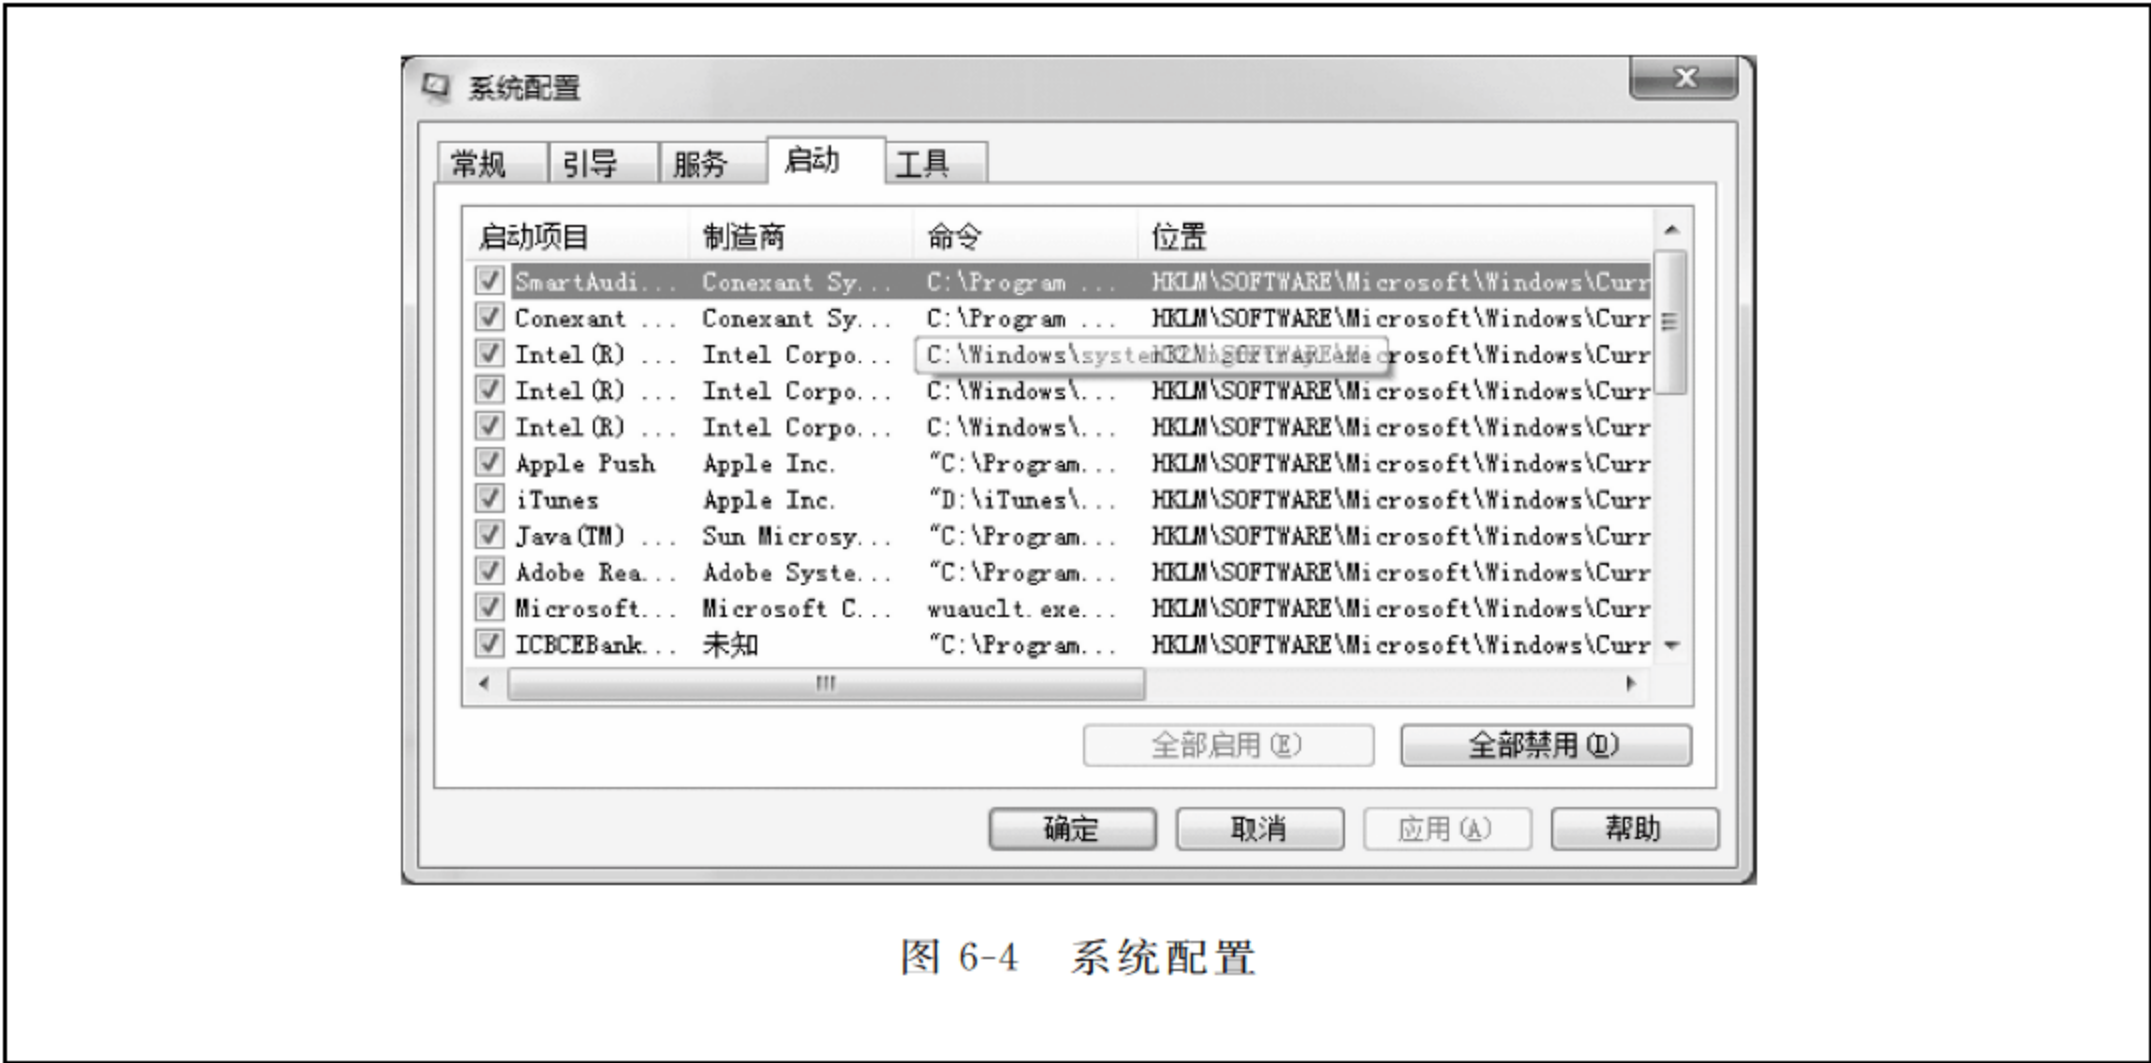 系统配置
常规 引导 服务 启动 工具
启动项目 制造商 命令 位置
SmartAudi... Conexant Sy... C:\Program ... HKLM\SOFTWARE\Microsoft\Windows\Curr
Conexant ... Conexant Sy... C:\Program ... HKLM\SOFTWARE\Microsoft\Windows\Curr
Intel(R) ... Intel Corpo... C:\Windows\
Intel(R) ... Intel Corpo... C:\Windows\... HKLM\SOFTWARE\Microsoft\Windows\Curr
Intel(R) ... Intel Corpo... C:\Windows\... HKLM\SOFTWARE\Microsoft\Windows\Curr
Apple Push Apple Inc. "C:\Program... HKLM\SOFTWARE\Microsoft\Windows\Curr
iTunes Apple Inc. "D:\iTunes\... HKLM\SOFTWARE\Microsoft\Windows\Curr
Java(TM) ... Sun Microsy... "C:\Program... HKLM\SOFTWARE\Microsoft\Windows\Curr
Adobe Rea... Adobe Syste... "C:\Program... HKLM\SOFTWARE\Microsoft\Windows\Curr
Microsoft... Microsoft C... wuauclt.exe... HKLM\SOFTWARE\Microsoft\Windows\Curr
ICBCEBank... 未知 "C:\Program... HKLM\SOFTWARE\Microsoft\Windows\Curr
全部启用(E) 全部禁用(D)
确定 取消 应用(A) 帮助
图 6-4 系统配置